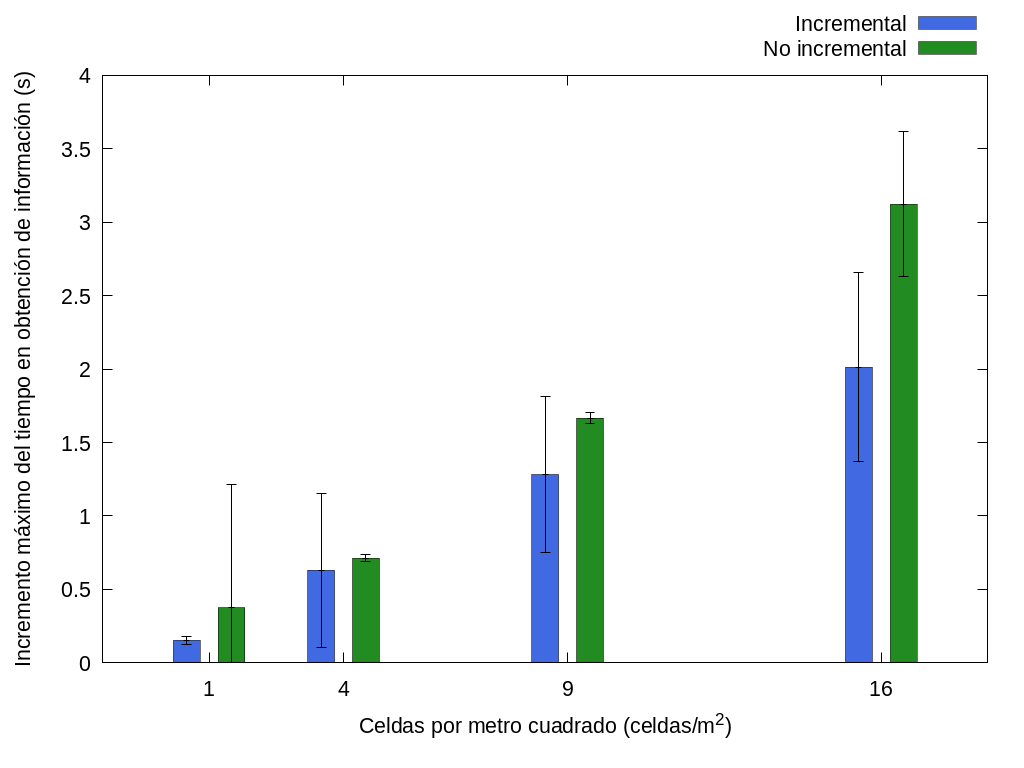 Incremental
No incremental
Incremento máximo del tiempo en obtención de información (s)
4
3.5
3
2.5
2
1.5
1
0.5
0
1 4 9 16
Celdas por metro cuadrado (celdas/m²)